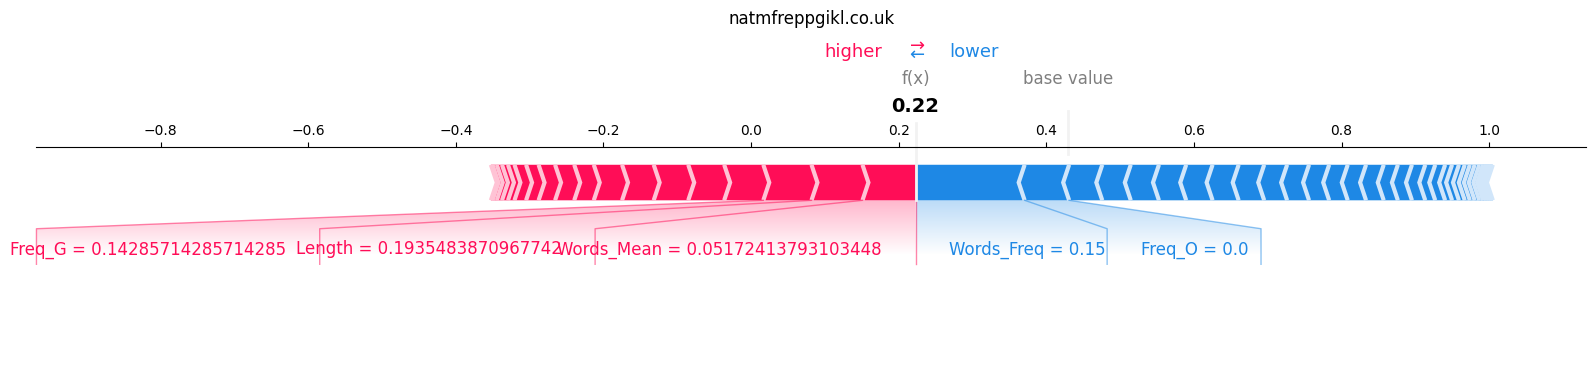 natmfreppgikl.co.uk
higher ⇄ lower
f(x) base value
0.22
−0.8 −0.6 −0.4 −0.2 0.0 0.2 0.4 0.6 0.8 1.0
Freq_G = 0.14285714285714285 Length = 0.1935483870967742 Words_Mean = 0.05172413793103448 Words_Freq = 0.15 Freq_O = 0.0